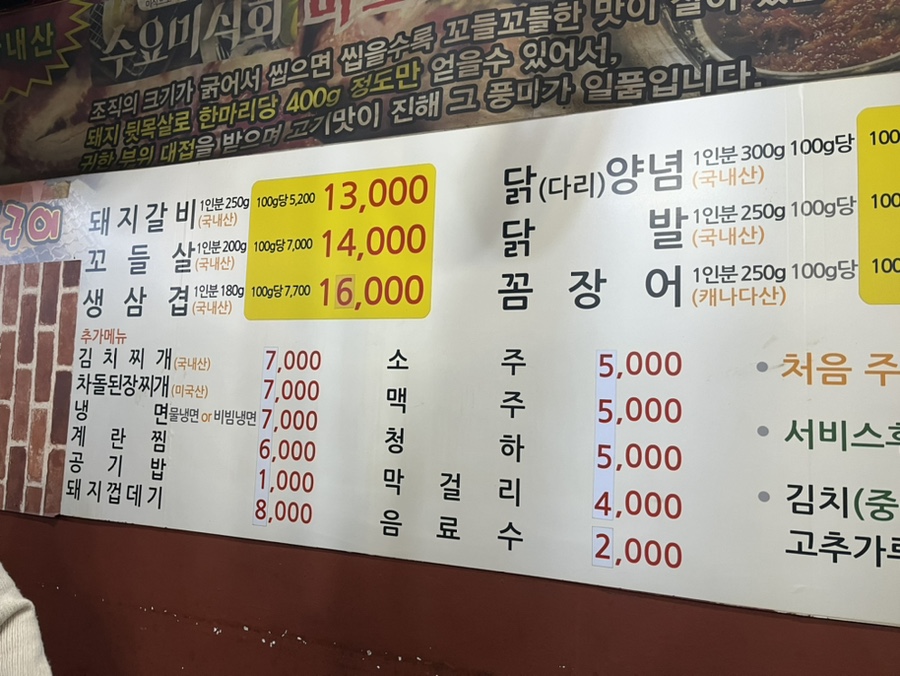 내산
수요미식회
조직의 크기가 굵어서 씹으면 씹을수록 꼬들꼬들한 맛이
돼지 뒷목살로 한마리당 400g 정도만 얻을수 있어서,
귀한 부위 대접을 받으며 고기맛이 진해 그 풍미가 일품입니다.
구이
돼지갈비 1인분 250g (국내산) 100g당 5,200 13,000
꼬들살 1인분 200g (국내산) 100g당 7,000 14,000
생삼겹 1인분 180g (국내산) 100g당 7,700 16,000
닭(다리)양념 1인분 300g 100g당 (국내산) 100
닭발 1인분 250g 100g당 (국내산) 100
꼼장어 1인분 250g 100g당 (캐나다산) 100
추가메뉴
김치찌개 (국내산) 7,000
차돌된장찌개 (미국산) 7,000
냉면 물냉면 or 비빔냉면 7,000
계란찜 6,000
공기밥 1,000
돼지껍데기 8,000
소주 5,000
맥주 5,000
청하 5,000
막걸리 4,000
음료수 2,000
• 처음 주
• 서비스
• 김치(중
고추가루